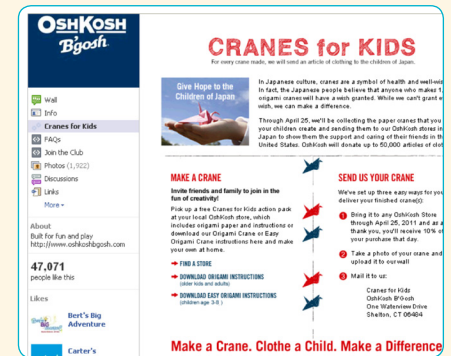 OSHKOSH
B'gosh.
Wall
Info
Cranes for Kids
FAQs
Join the Club
Photos (1,922)
Discussions
Links
More
About
Built for fun and play
http://www.oshkoshbgosh.com
47,071
people like this
Likes
Bert's Big
Adventure
Carter's
CRANES for KIDS
For every crane made, we will send an article of clothing to the children of Japan.
Give Hope to the
Children of Japan
In Japanese culture, cranes are a symbol of health and well-wis
In fact, the Japanese people believe that anyone who makes 1,
origami cranes will have a wish granted. While we can't grant e
wish, we can make a difference.
Through April 25, we'll be collecting the paper cranes that you
your children create and sending them to our OshKosh stores in
Japan to show them the support and caring of their friends in th
United States. OshKosh will donate up to 50,000 articles of clot
MAKE A CRANE
Invite friends and family to join in the
fun of creativity!
Pick up a free Cranes for Kids action pack
at your local OshKosh store, which
includes origami paper and instructions or
download our Origami Crane or Easy
Origami Crane instructions here and make
your own at home.
FIND A STORE
DOWNLOAD ORIGAMI INSTRUCTIONS
(older kids and adults)
DOWNLOAD EASY ORIGAMI INSTRUCTIONS
(children age 3-8 )
SEND US YOUR CRANE
We've set up three easy ways for you
deliver your finished crane(s):
1 Bring it to any OshKosh Store
through April 25, 2011 and as a
thank you, you'll receive 10% of
your purchase that day.
2 Take a photo of your crane and
upload it to our wall
3 Mail it to us:
Cranes for Kids
OshKosh B'Gosh
One Waterview Drive
Shelton, CT 06484
Make a Crane. Clothe a Child. Make a Difference